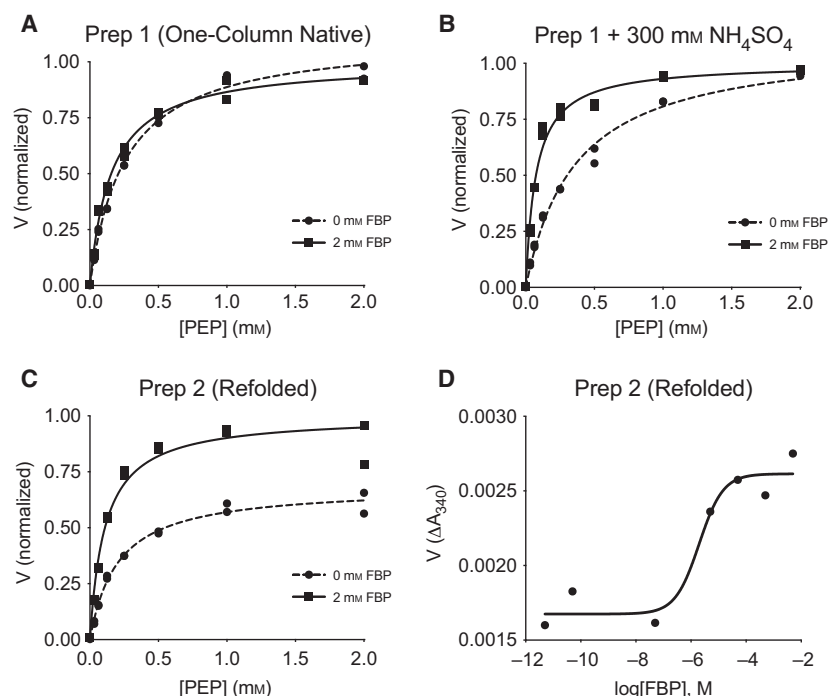 A
Prep 1 (One-Column Native)
1.00
0.75
0.50
0.25
0.00
V (normalized)
0 mM FBP
2 mM FBP
0.0 0.5 1.0 1.5 2.0
[PEP] (mM)
B
Prep 1 + 300 mM NH₄SO₄
1.00
0.75
0.50
0.25
0.00
V (normalized)
0 mM FBP
2 mM FBP
0.0 0.5 1.0 1.5 2.0
[PEP] (mM)
C
Prep 2 (Refolded)
1.00
0.75
0.50
0.25
0.00
V (normalized)
0 mM FBP
2 mM FBP
0.0 0.5 1.0 1.5 2.0
[PEP] (mM)
D
Prep 2 (Refolded)
0.0030
0.0025
0.0020
0.0015
V (ΔA₃₄₀)
−12 −10 −8 −6 −4 −2
log[FBP], M